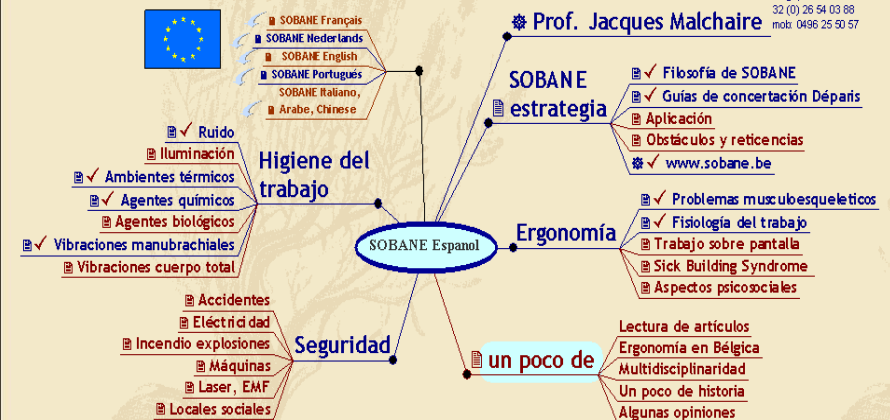 SOBANE Français
SOBANE Nederlands
SOBANE English
SOBANE Portugués
SOBANE Italiano,
Arabe, Chinese
Prof. Jacques Malchaire
32 (0) 26 54 03 88
mob: 0496 25 50 57
SOBANE
estrategia
Filosofía de SOBANE
Guías de concertación Déparis
Aplicación
Obstáculos y reticencias
www.sobane.be
Higiene del
trabajo
Ruido
Iluminación
Ambientes térmicos
Agentes químicos
Agentes biológicos
Vibraciones manubrachiales
Vibraciones cuerpo total
SOBANE Espanol
Ergonomía
Problemas musculoesqueleticos
Fisiología del trabajo
Trabajo sobre pantalla
Sick Building Syndrome
Aspectos psicosociales
Seguridad
Accidentes
Eléctricidad
Incendio explosiones
Máquinas
Laser, EMF
Locales sociales
un poco de
Lectura de artículos
Ergonomía en Bélgica
Multidisciplinaridad
Un poco de historia
Algunas opiniones